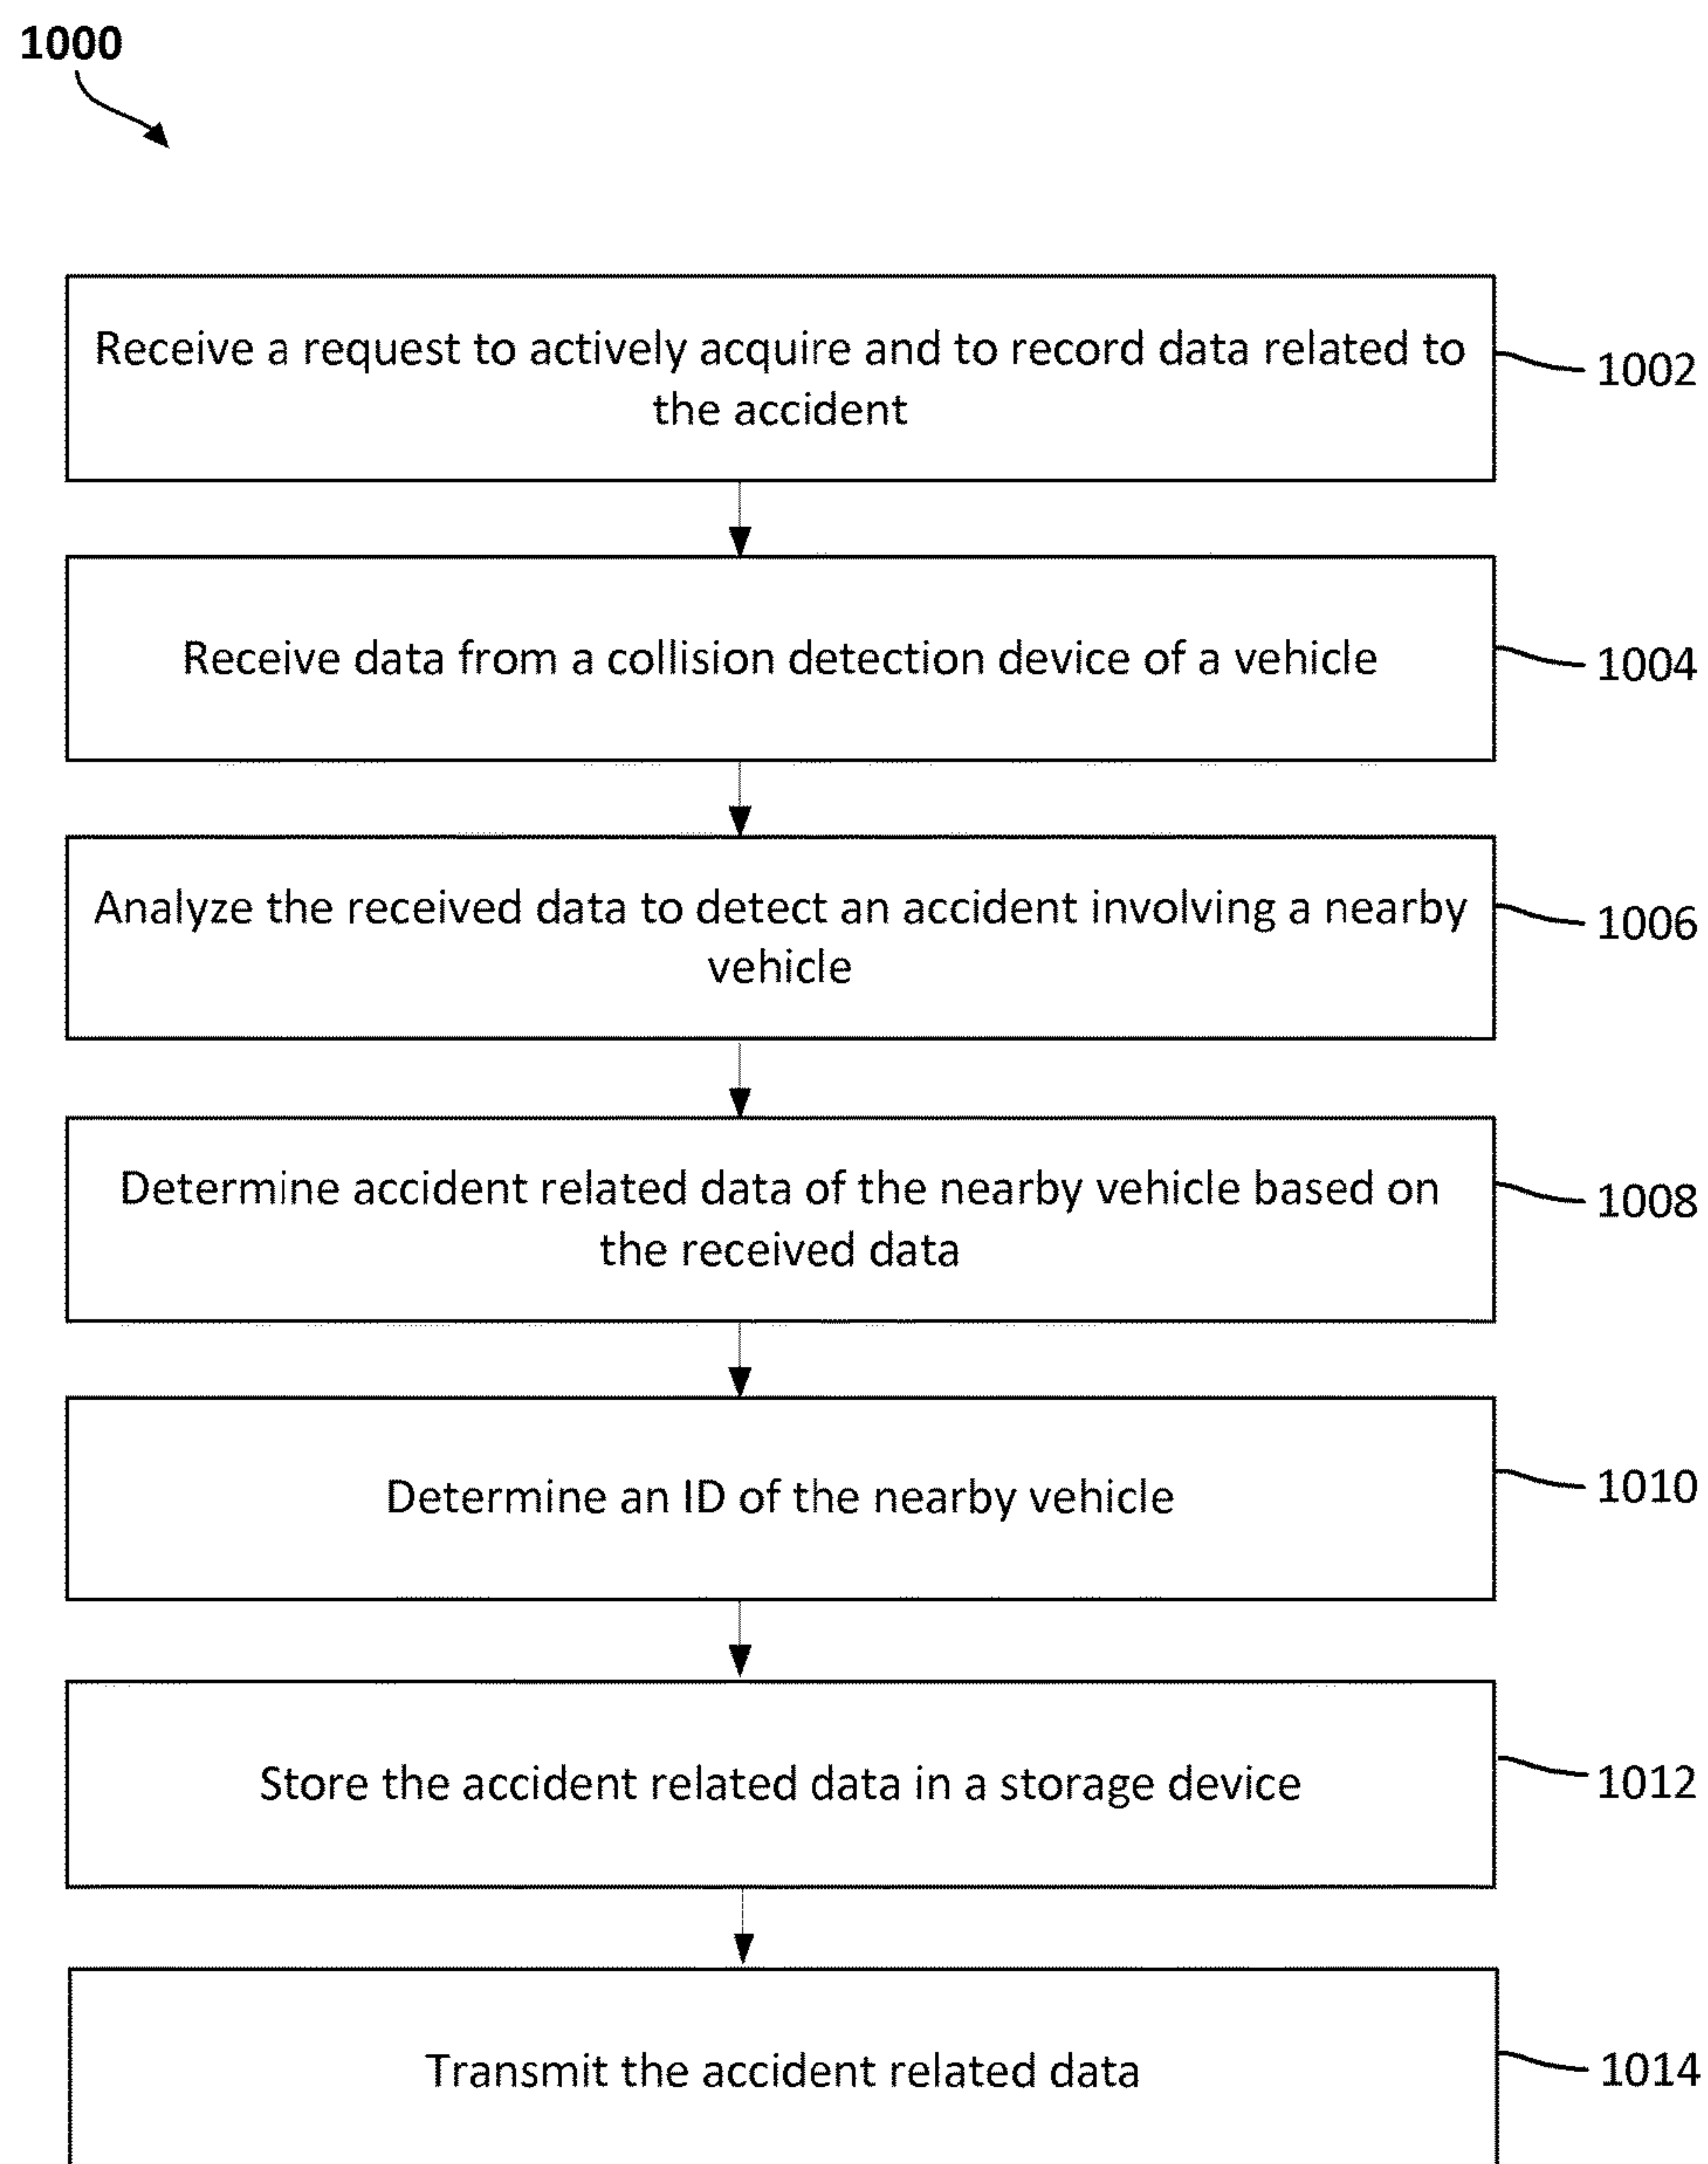 1000
Receive a request to actively acquire and to record data related to
the accident
1002
Receive data from a collision detection device of a vehicle
1004
Analyze the received data to detect an accident involving a nearby
vehicle
1006
Determine accident related data of the nearby vehicle based on
the received data
1008
Determine an ID of the nearby vehicle
1010
Store the accident related data in a storage device
1012
Transmit the accident related data
1014